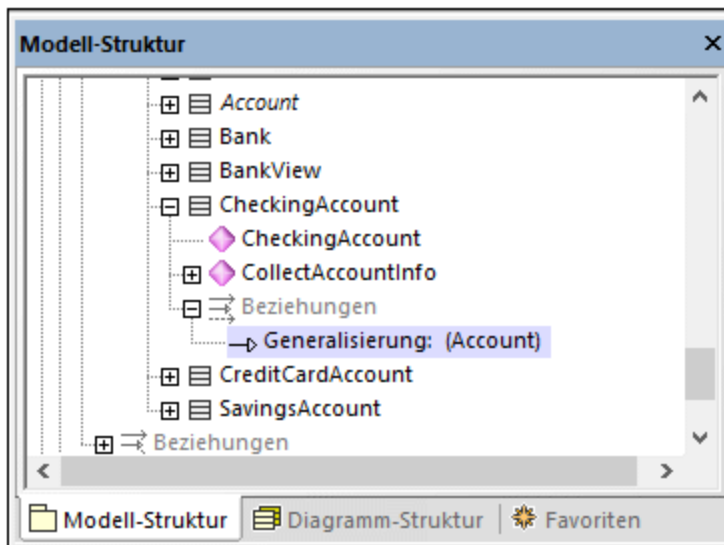 Modell-Struktur
Account
Bank
BankView
CheckingAccount
CheckingAccount
CollectAccountInfo
Beziehungen
Generalisierung: (Account)
CreditCardAccount
SavingsAccount
Beziehungen
Modell-Struktur Diagramm-Struktur Favoriten